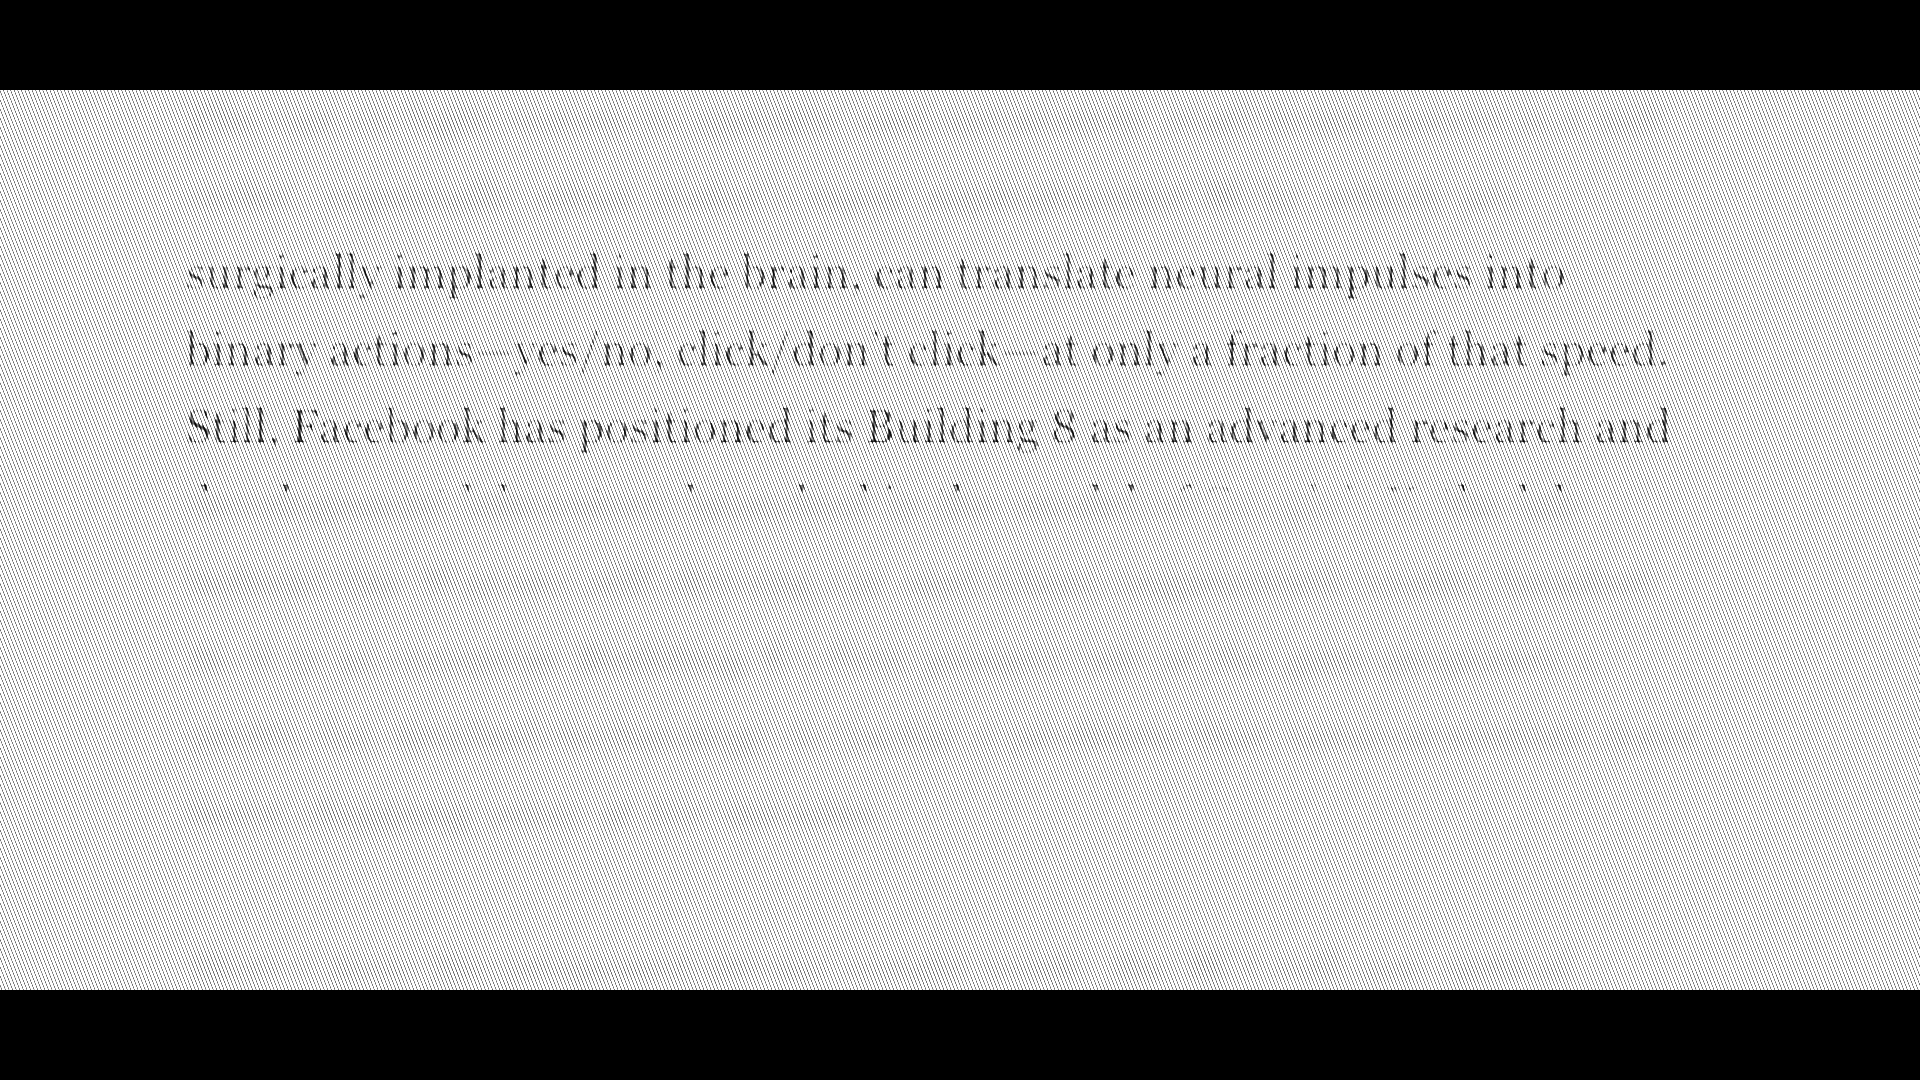 surgically implanted in the brain, can translate neural impulses into
binary actions—yes/no, click/don't click—at only a fraction of that speed.
Still, Facebook has positioned its Building 8 as an advanced research and